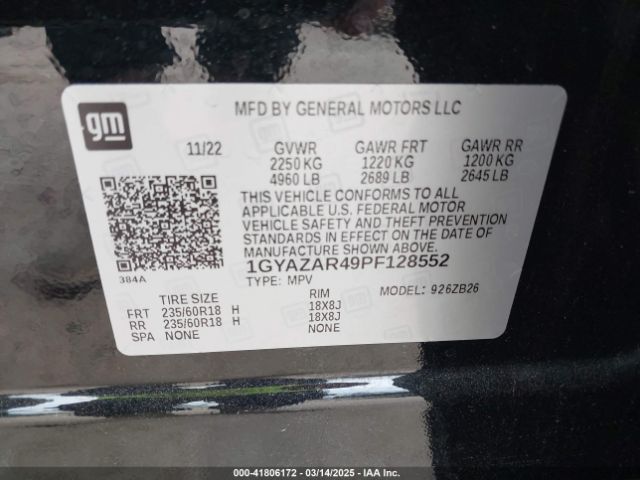 gm
MFD BY GENERAL MOTORS LLC
11/22 GVWR GAWR FRT GAWR RR
2250 KG 1220 KG 1200 KG
4960 LB 2689 LB 2645 LB
THIS VEHICLE CONFORMS TO ALL
APPLICABLE U.S. FEDERAL MOTOR
VEHICLE SAFETY AND THEFT PREVENTION
STANDARDS IN EFFECT ON THE DATE OF
MANUFACTURE SHOWN ABOVE.
1GYAZAR49PF128552
384A
TYPE: MPV MODEL: 926ZB26
TIRE SIZE RIM
FRT 235/60R18 H 18X8J
RR 235/60R18 H 18X8J
SPA NONE NONE
000-41806172 — 03/14/2025 — IAA Inc.